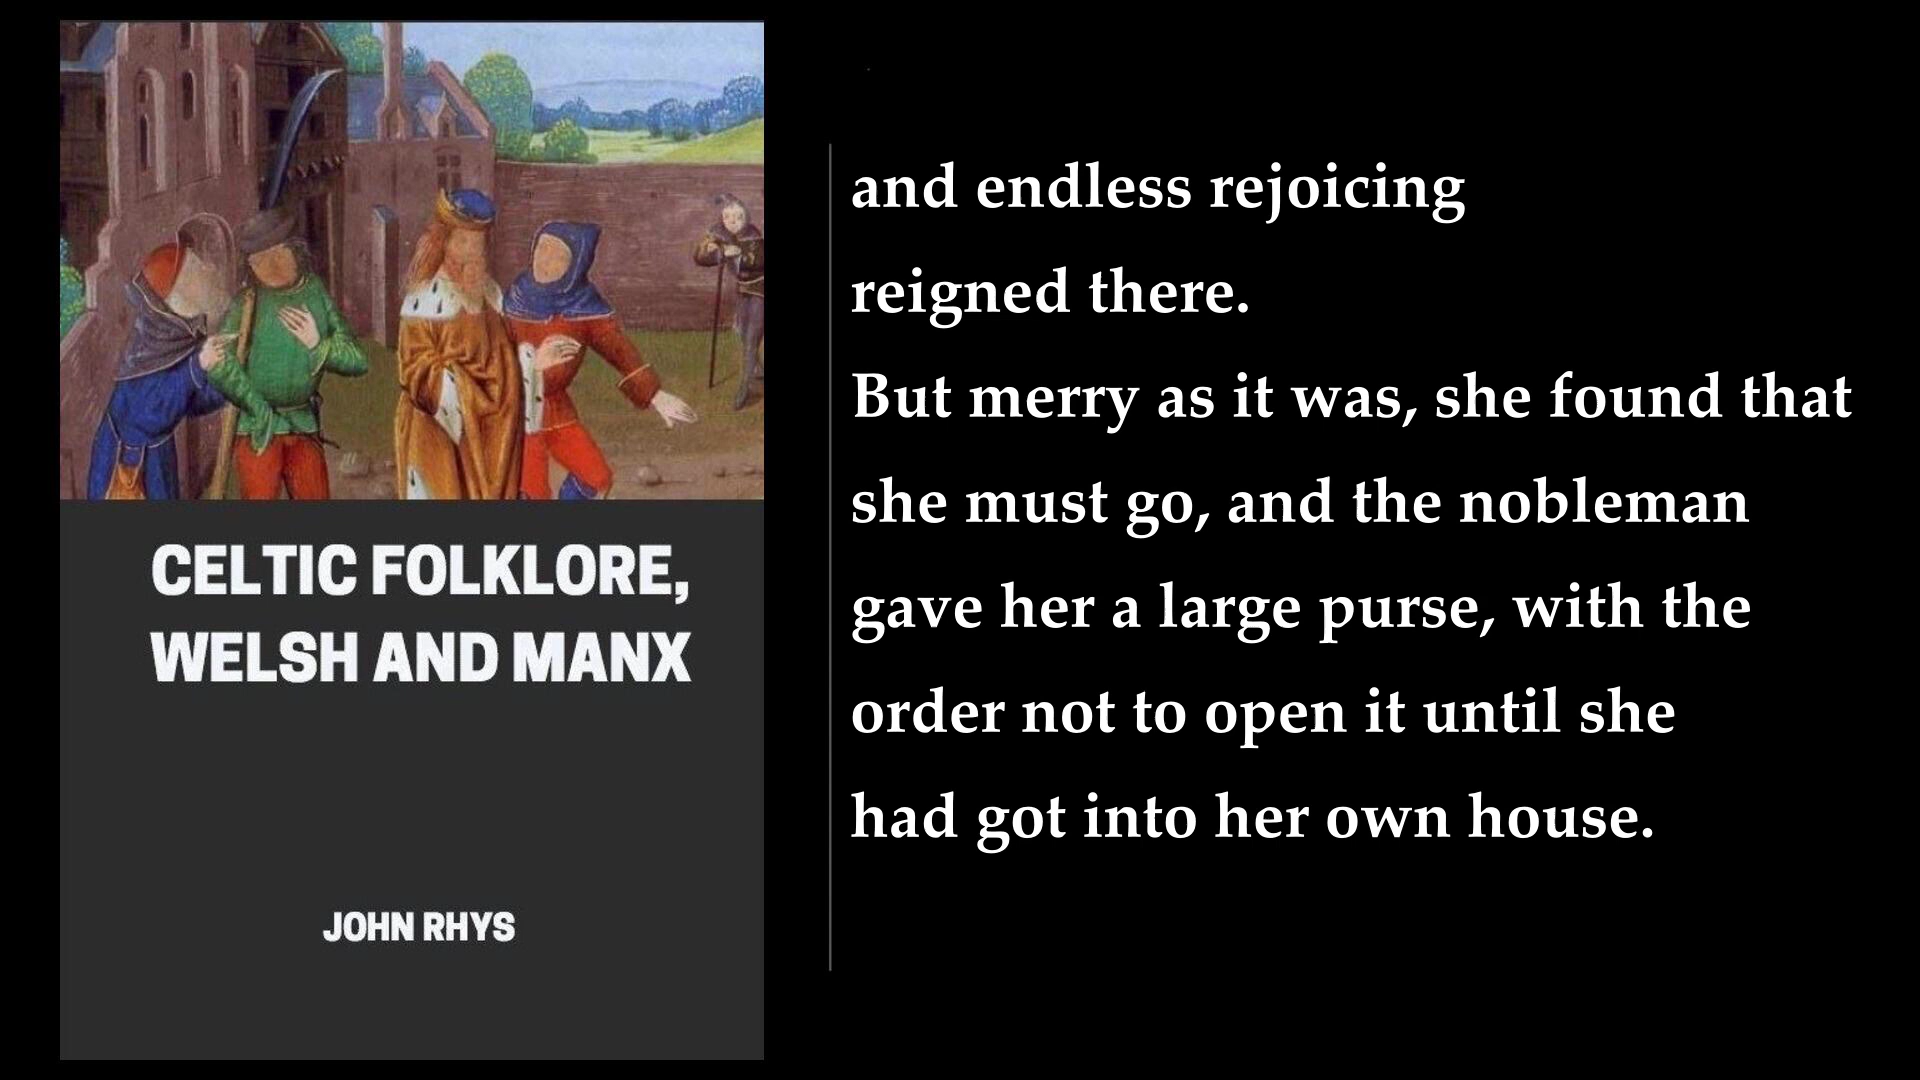 CELTIC FOLKLORE,
WELSH AND MANX
JOHN RHYS
and endless rejoicing
reigned there.
But merry as it was, she found that
she must go, and the nobleman
gave her a large purse, with the
order not to open it until she
had got into her own house.